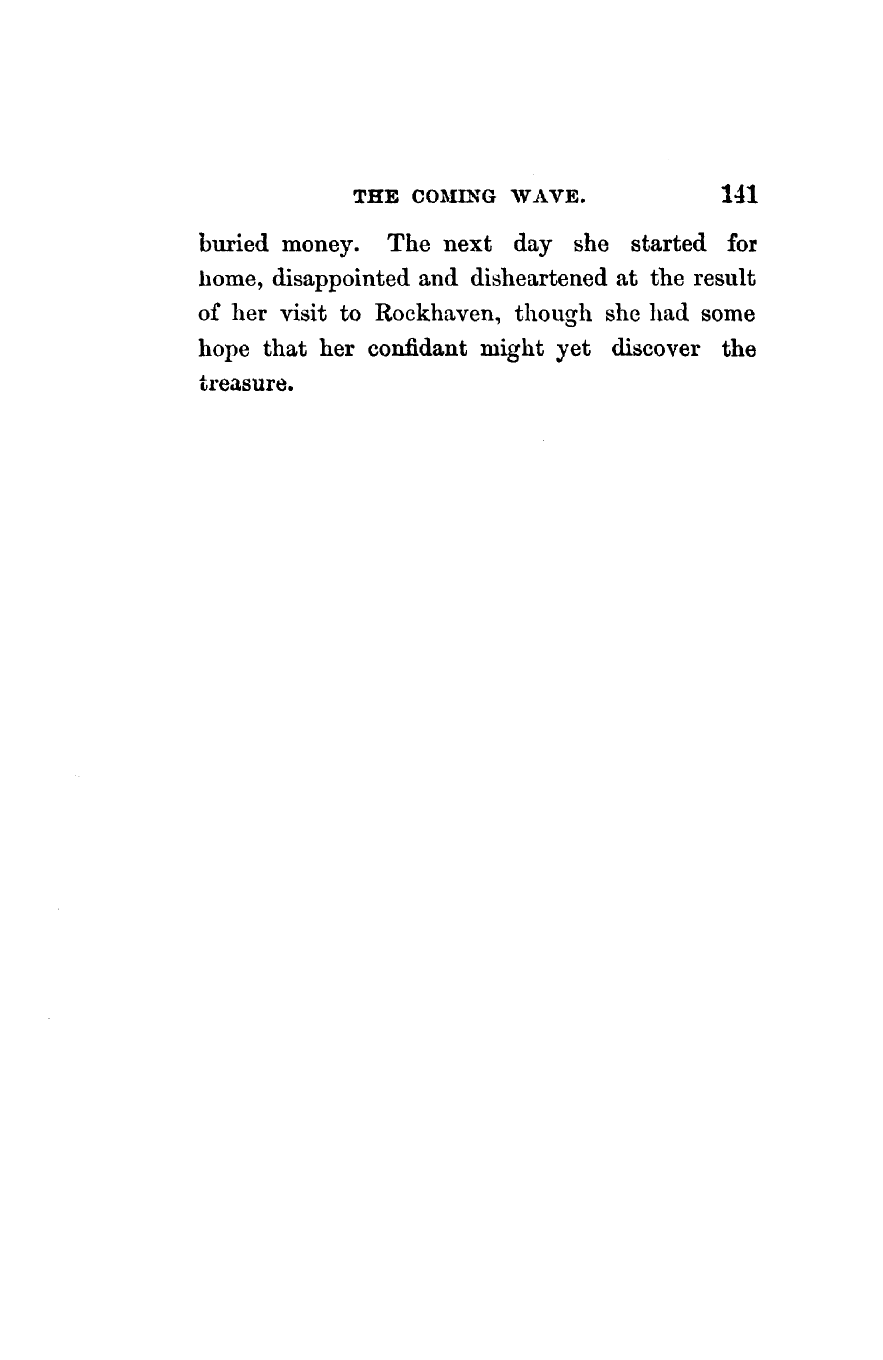 THE COMING WAVE. 141
buried money. The next day she started for
home, disappointed and disheartened at the result
of her visit to Rockhaven, though she had some
hope that her confidant might yet discover the
treasure.